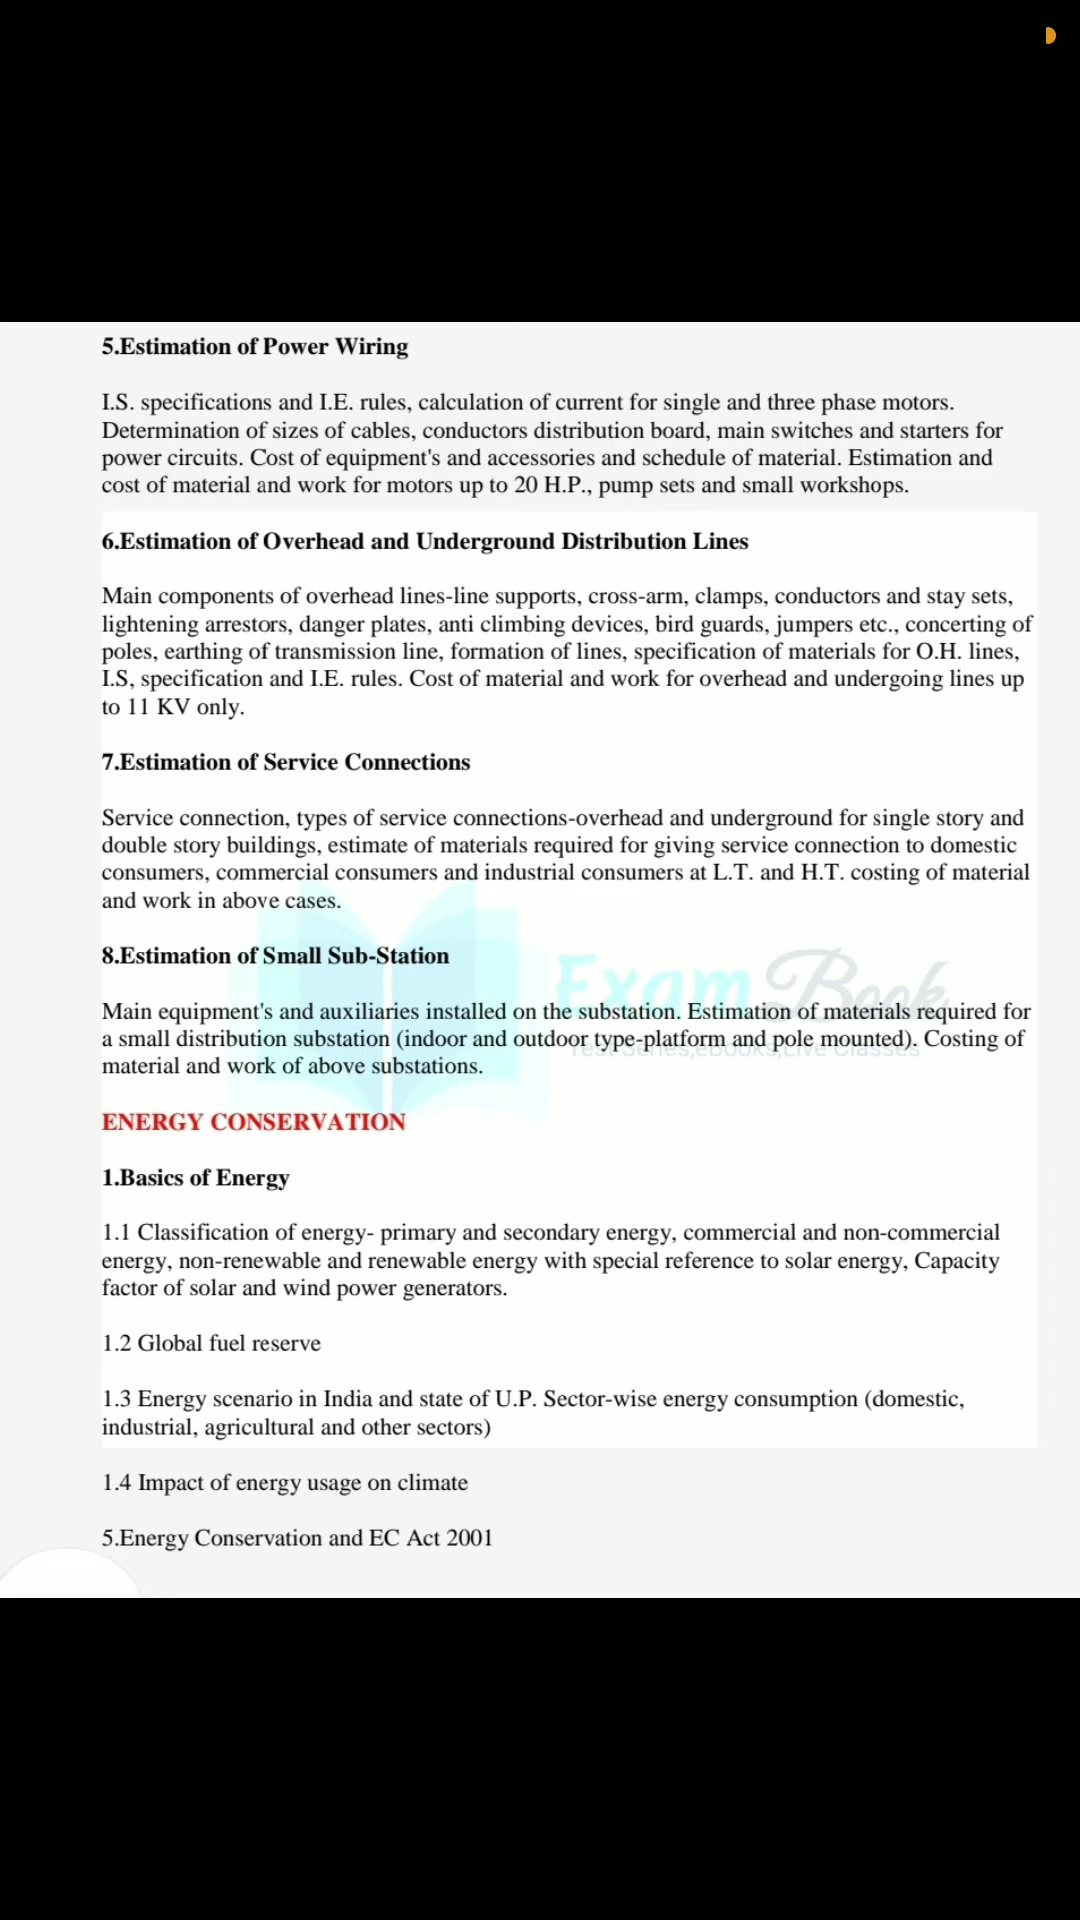 5.Estimation of Power Wiring
I.S. specifications and I.E. rules, calculation of current for single and three phase motors.
Determination of sizes of cables, conductors distribution board, main switches and starters for
power circuits. Cost of equipment's and accessories and schedule of material. Estimation and
cost of material and work for motors up to 20 H.P., pump sets and small workshops.
6.Estimation of Overhead and Underground Distribution Lines
Main components of overhead lines-line supports, cross-arm, clamps, conductors and stay sets,
lightening arrestors, danger plates, anti climbing devices, bird guards, jumpers etc., concerting of
poles, earthing of transmission line, formation of lines, specification of materials for O.H. lines,
I.S, specification and I.E. rules. Cost of material and work for overhead and undergoing lines up
to 11 KV only.
7.Estimation of Service Connections
Service connection, types of service connections-overhead and underground for single story and
double story buildings, estimate of materials required for giving service connection to domestic
consumers, commercial consumers and industrial consumers at L.T. and H.T. costing of material
and work in above cases.
8.Estimation of Small Sub-Station
Exam Book
Main equipment's and auxiliaries installed on the substation. Estimation of materials required for
a small distribution substation (indoor and outdoor type-platform and pole mounted). Costing of
Test Series,eBooks,Live Classes
material and work of above substations.
ENERGY CONSERVATION
1.Basics of Energy
1.1 Classification of energy- primary and secondary energy, commercial and non-commercial
energy, non-renewable and renewable energy with special reference to solar energy, Capacity
factor of solar and wind power generators.
1.2 Global fuel reserve
1.3 Energy scenario in India and state of U.P. Sector-wise energy consumption (domestic,
industrial, agricultural and other sectors)
1.4 Impact of energy usage on climate
5.Energy Conservation and EC Act 2001